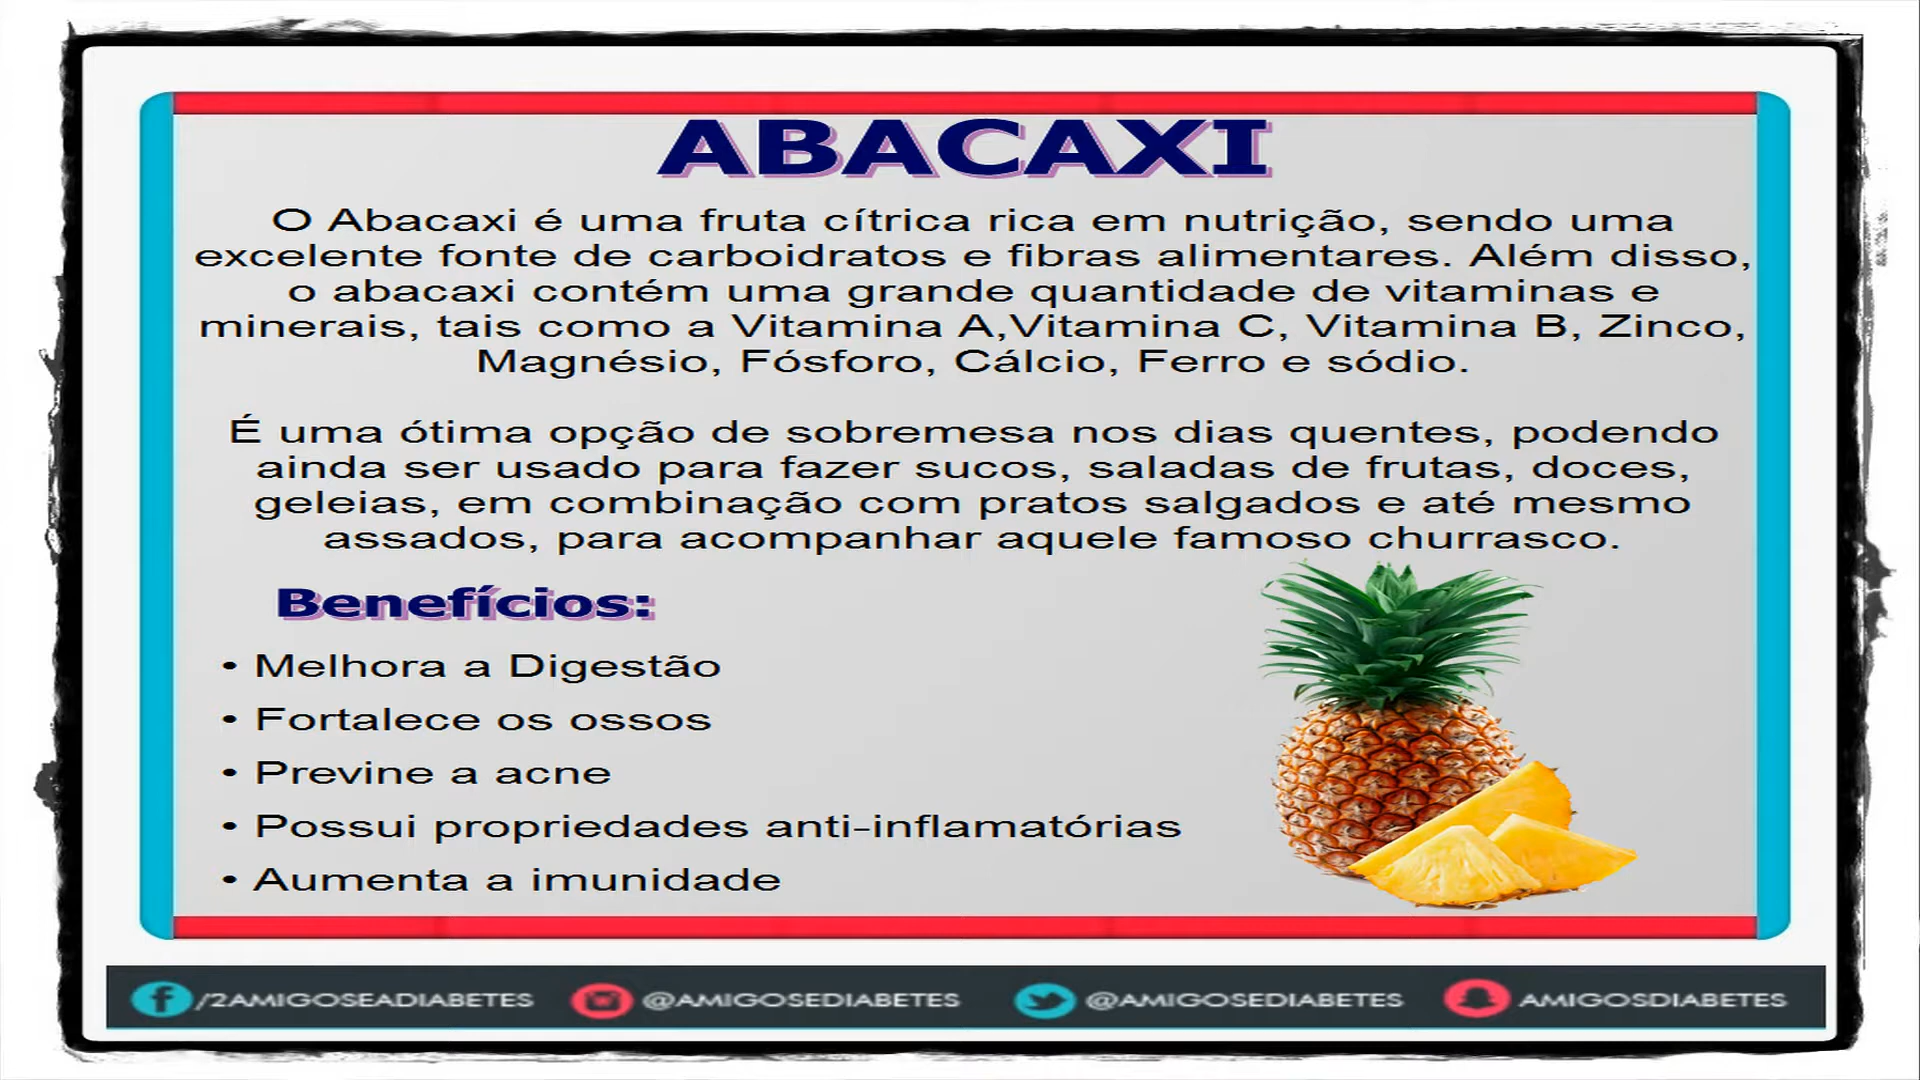 ABACAXI
O Abacaxi é uma fruta cítrica rica em nutrição, sendo uma
excelente fonte de carboidratos e fibras alimentares. Além disso,
o abacaxi contém uma grande quantidade de vitaminas e
minerais, tais como a Vitamina A,Vitamina C, Vitamina B, Zinco,
Magnésio, Fósforo, Cálcio, Ferro e sódio.
É uma ótima opção de sobremesa nos dias quentes, podendo
ainda ser usado para fazer sucos, saladas de frutas, doces,
geleias, em combinação com pratos salgados e até mesmo
assados, para acompanhar aquele famoso churrasco.
Benefícios:
• Melhora a Digestão
• Fortalece os ossos
• Previne a acne
• Possui propriedades anti-inflamatórias
• Aumenta a imunidade
/2AMIGOSEADIABETES @AMIGOSEDIABETES @AMIGOSEDIABETES AMIGOSDIABETES